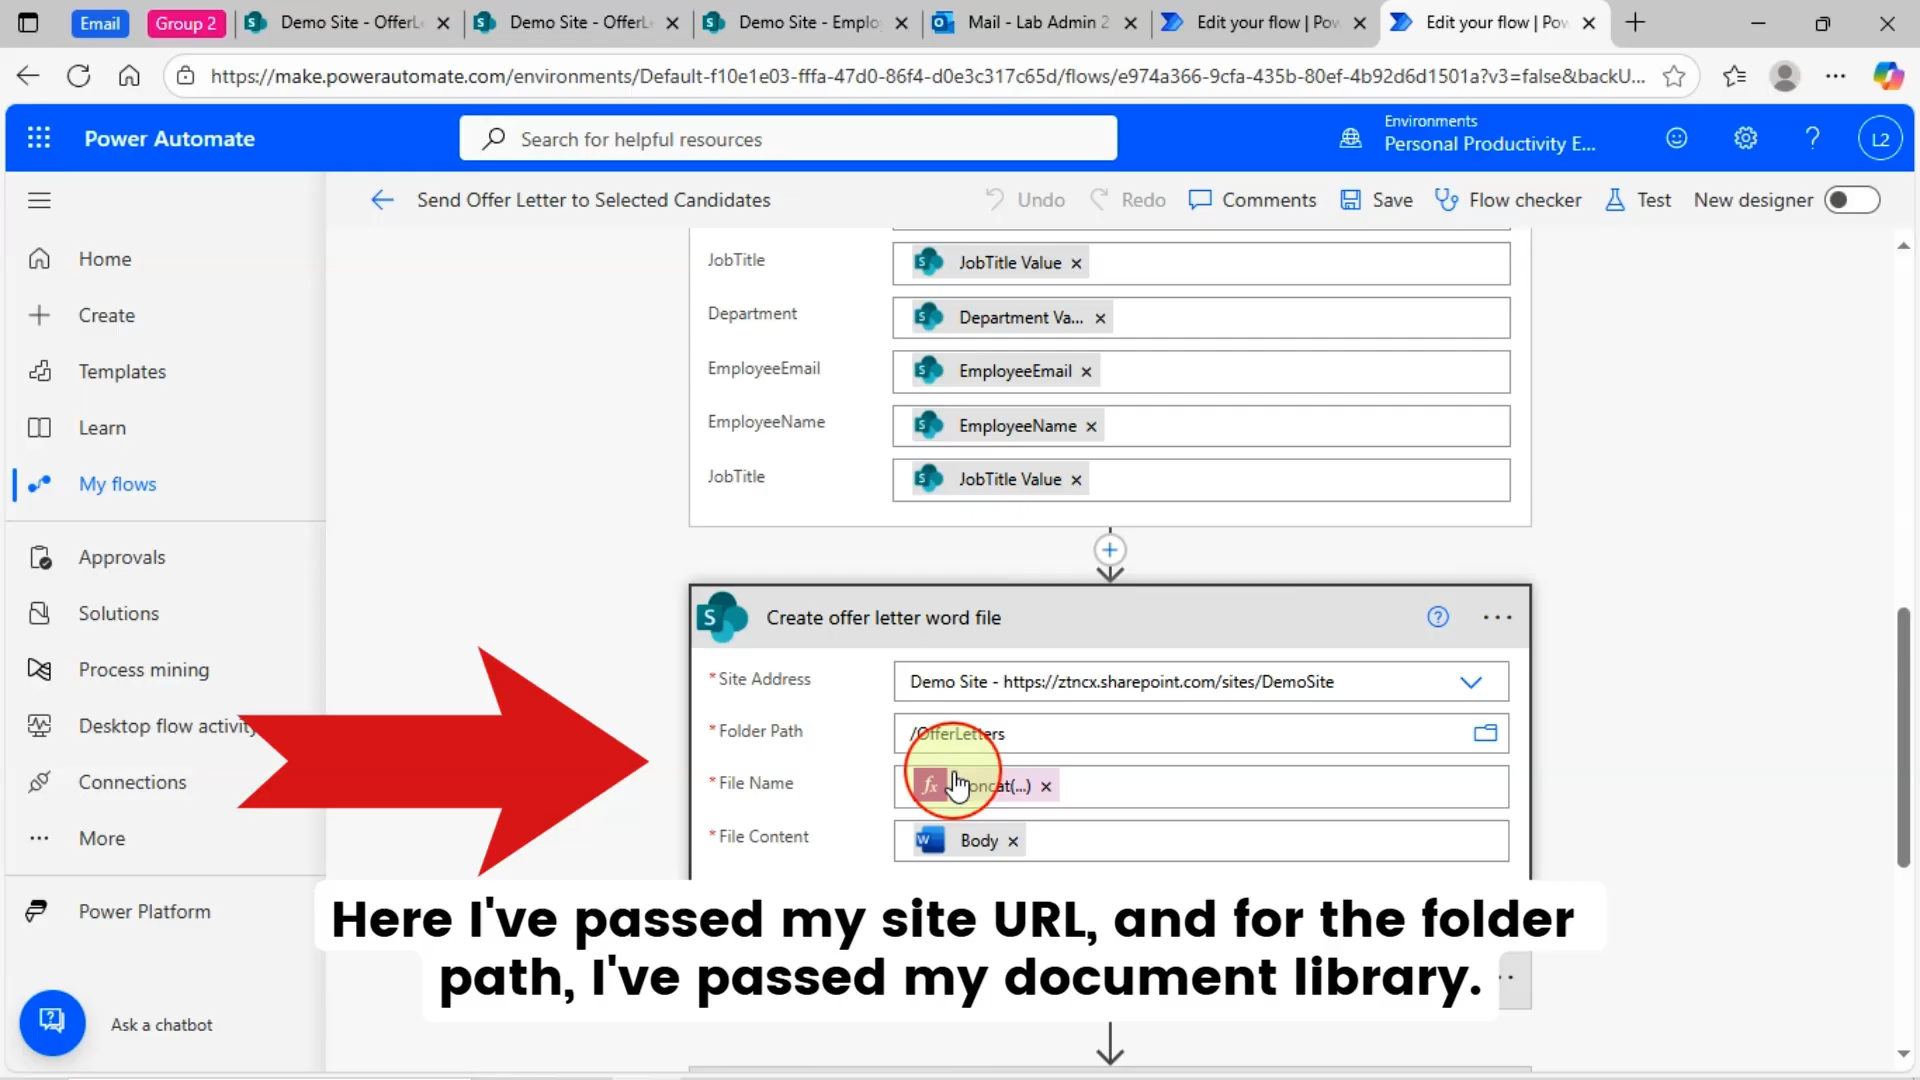 Email
Group 2
Demo Site - OfferL
Demo Site - OfferL
Demo Site - Emplo
Mail - Lab Admin 2
Edit your flow | Pow
Edit your flow | Pow
https://make.powerautomate.com/environments/Default-f10e1e03-fffa-47d0-86f4-d0e3c317c65d/flows/e974a366-9cfa-435b-80ef-4b92d6d1501a?v3=false&backU...
Power Automate
Search for helpful resources
Environments
Personal Productivity E...
L2
Send Offer Letter to Selected Candidates
Undo
Redo
Comments
Save
Flow checker
Test
New designer
Home
Create
Templates
Learn
My flows
Approvals
Solutions
Process mining
Desktop flow activity
Connections
More
Power Platform
Ask a chatbot
JobTitle
JobTitle Value
Department
Department Va...
EmployeeEmail
EmployeeEmail
EmployeeName
EmployeeName
JobTitle
JobTitle Value
Create offer letter word file
* Site Address
Demo Site - https://ztncx.sharepoint.com/sites/DemoSite
* Folder Path
/OfferLetters
* File Name
fx oncat(...)
* File Content
Body
Here I've passed my site URL, and for the folder
path, I've passed my document library.